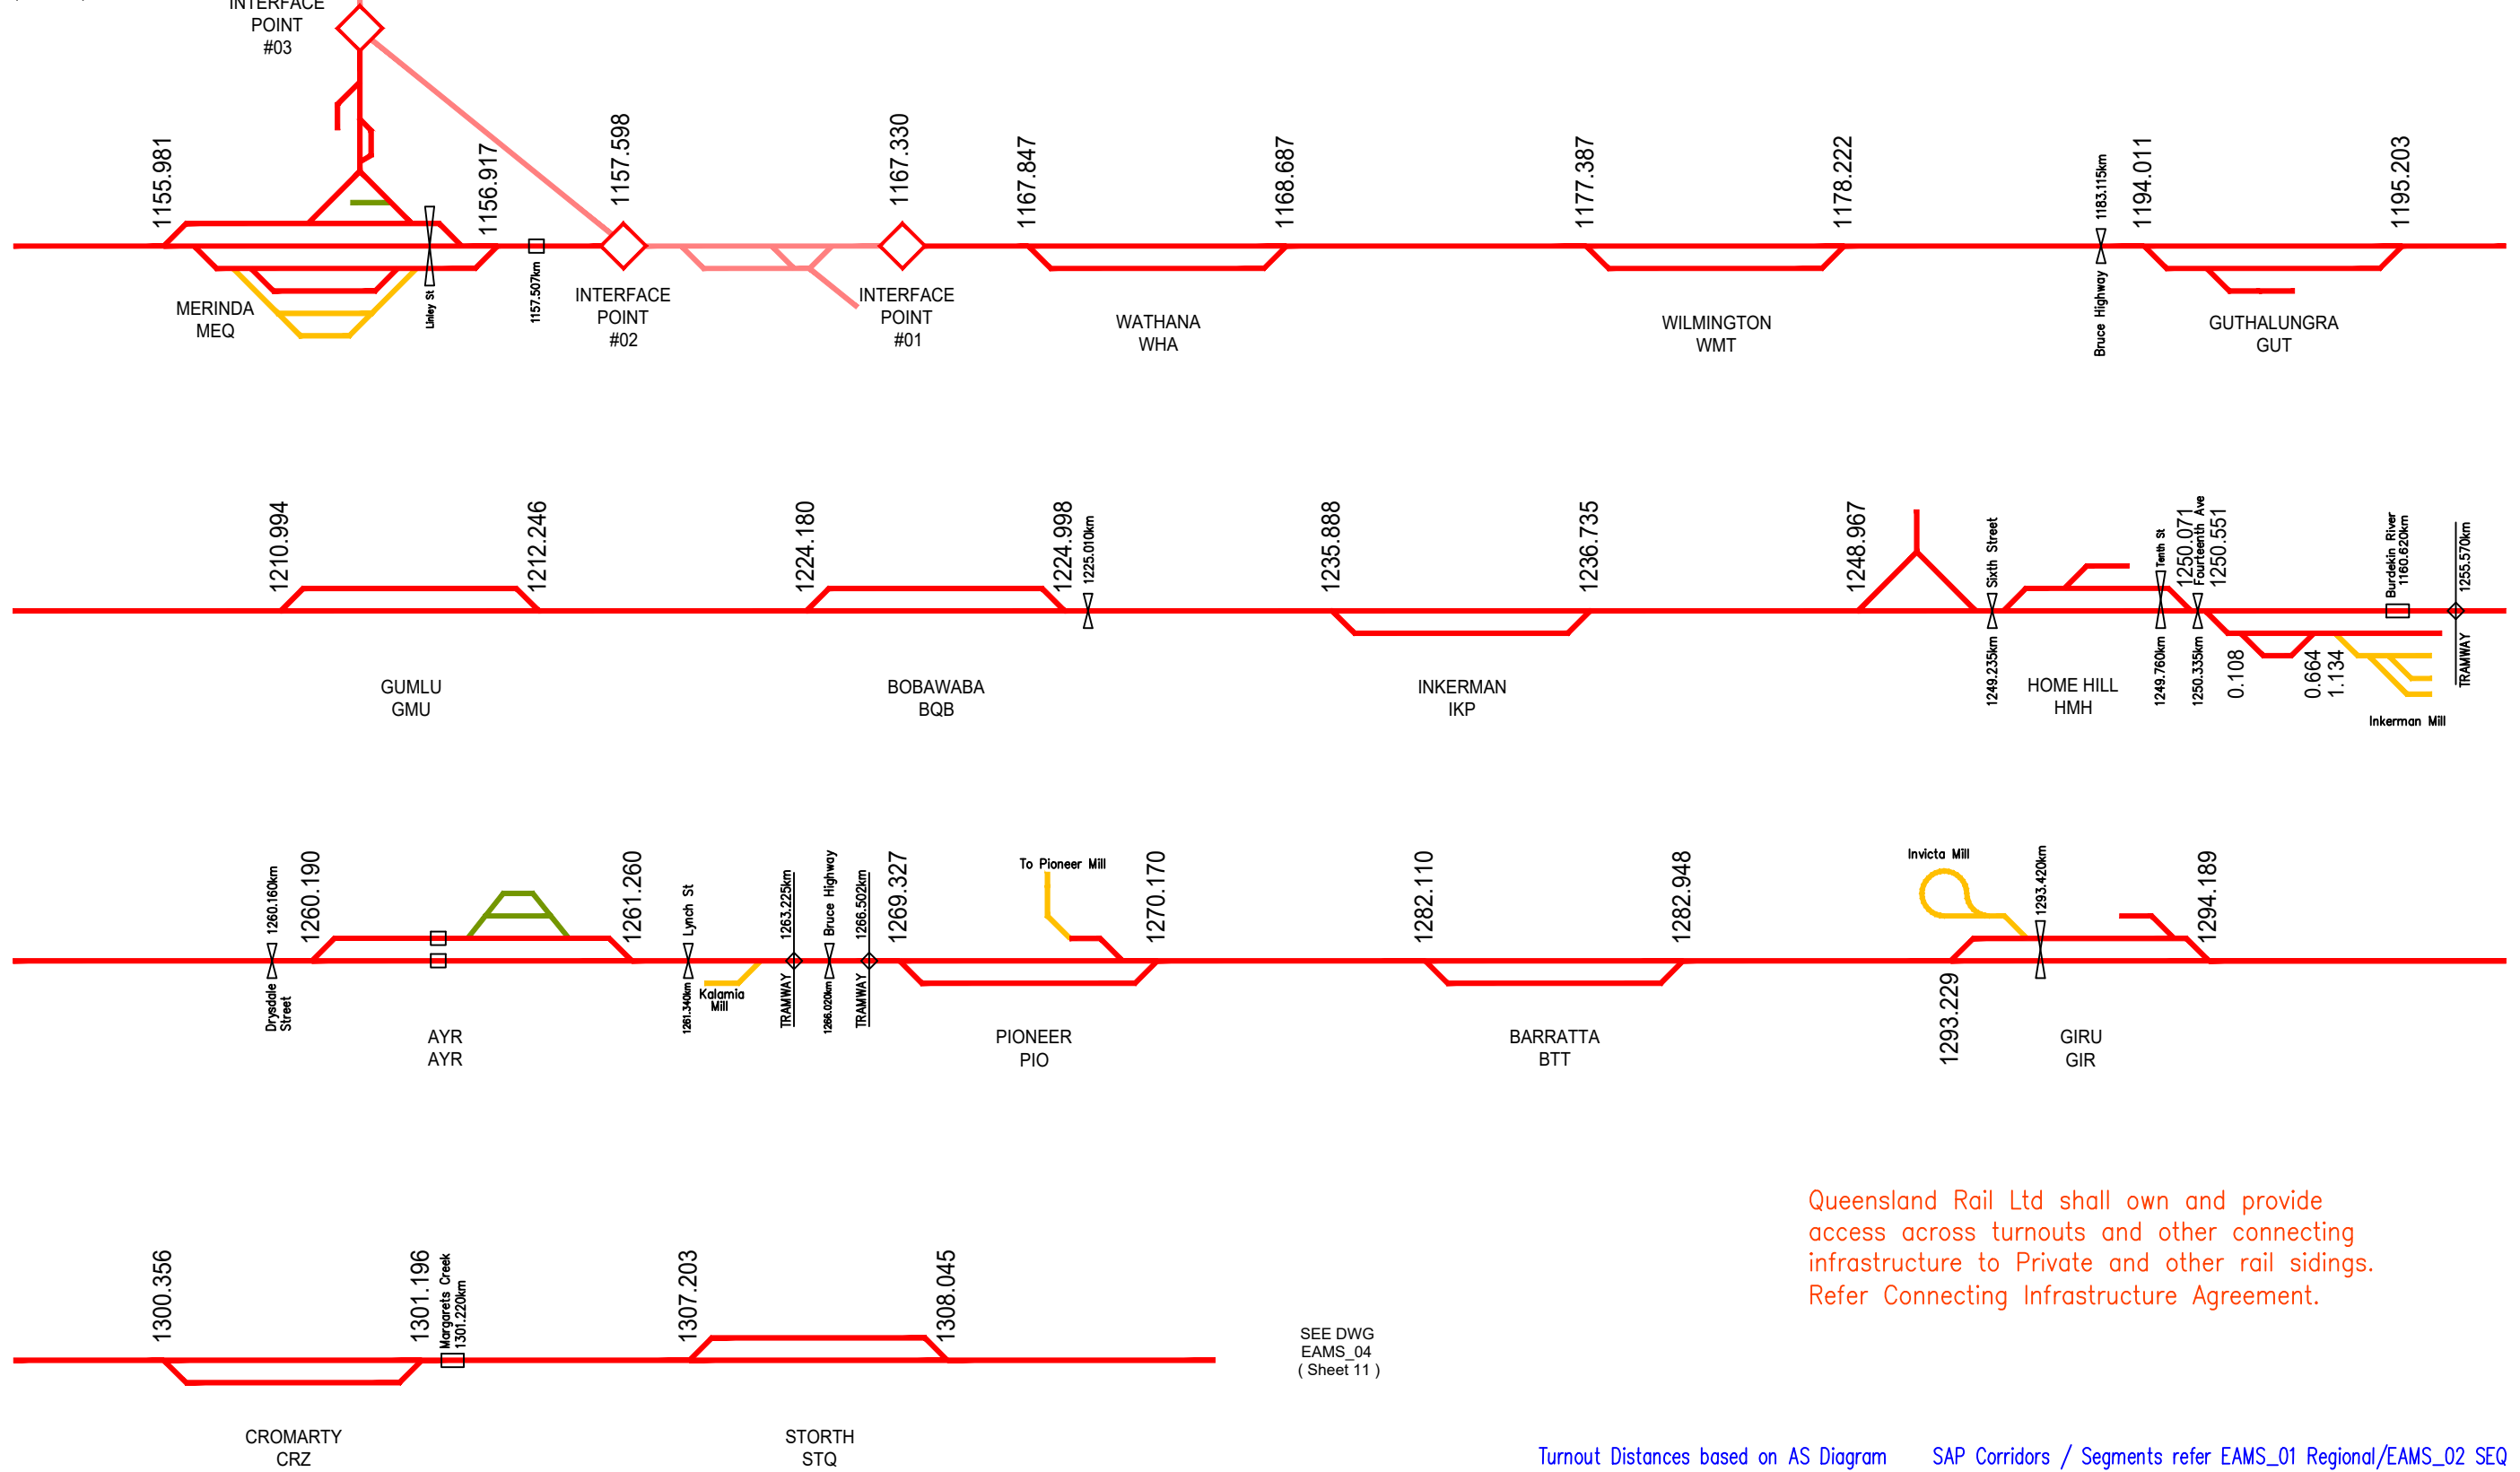 INTERFACE
POINT
#03
1155.981
1156.917
1157.598
1167.330
1167.847
1168.687
1177.387
1178.222
1183.115km
Bruce Highway
1194.011
1195.203
MERINDA
MEQ
Linley St
1157.507km
INTERFACE
POINT
#02
INTERFACE
POINT
#01
WATHANA
WHA
WILMINGTON
WMT
GUTHALUNGRA
GUT
1210.994
1212.246
1224.180
1224.998
1225.010km
1235.888
1236.735
1248.967
Sixth Street
1249.235km
Tenth St
1249.760km
1250.071
Fourteenth Ave
1250.335km
1250.551
Burdekin River
1160.620km
1255.570km
TRAMWAY
0.108
0.664
1.134
Inkerman Mill
GUMLU
GMU
BOBAWABA
BQB
INKERMAN
IKP
HOME HILL
HMH
1260.160km
Drysdale
Street
1260.190
1261.260
Lynch St
1261.340km
Kalamia
Mill
1263.225km
TRAMWAY
Bruce Highway
1266.020km
1266.502km
TRAMWAY
1269.327
To Pioneer Mill
1270.170
1282.110
1282.948
Invicta Mill
1293.420km
1294.189
1293.229
AYR
AYR
PIONEER
PIO
BARRATTA
BTT
GIRU
GIR
Queensland Rail Ltd shall own and provide
access across turnouts and other connecting
infrastructure to Private and other rail sidings.
Refer Connecting Infrastructure Agreement.
1300.356
1301.196
Margarets Creek
1301.220km
1307.203
1308.045
SEE DWG
EAMS_04
( Sheet 11 )
CROMARTY
CRZ
STORTH
STQ
Turnout Distances based on AS Diagram
SAP Corridors / Segments refer EAMS_01 Regional/EAMS_02 SEQ